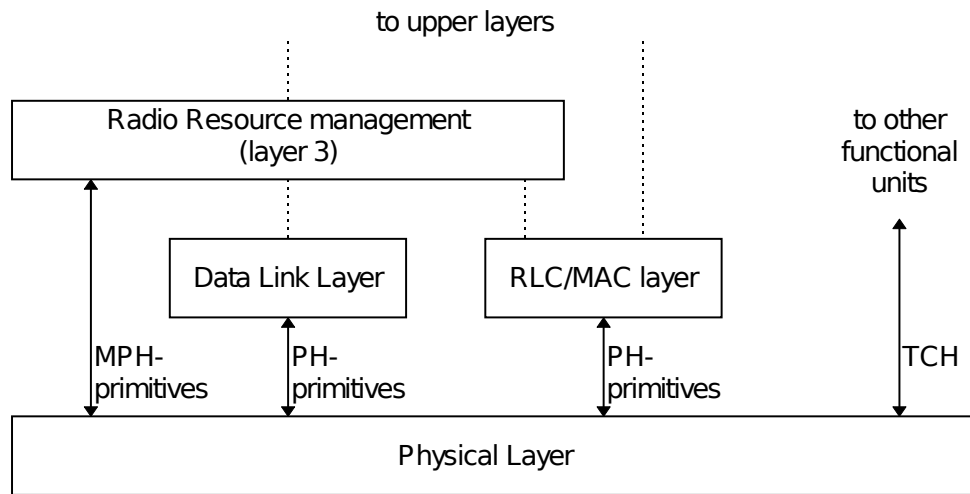 to upper layers
Radio Resource management
(layer 3)
to other
functional
units
Data Link Layer
RLC/MAC layer
MPH-
primitives
PH-
primitives
PH-
primitives
TCH
Physical Layer